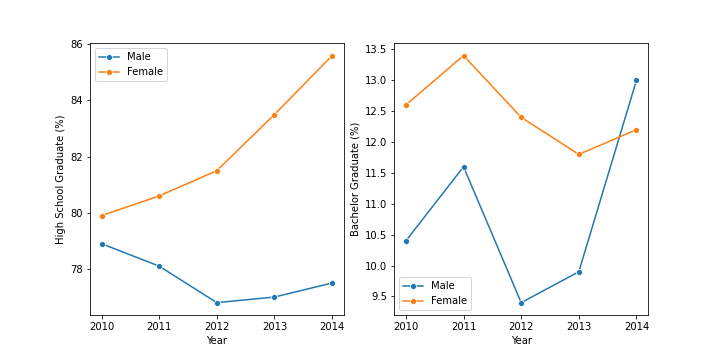 86
84
82
80
78
High School Graduate (%)
Male
Female
2010 2011 2012 2013 2014
Year
13.5
13.0
12.5
12.0
11.5
11.0
10.5
10.0
9.5
Bachelor Graduate (%)
Male
Female
2010 2011 2012 2013 2014
Year